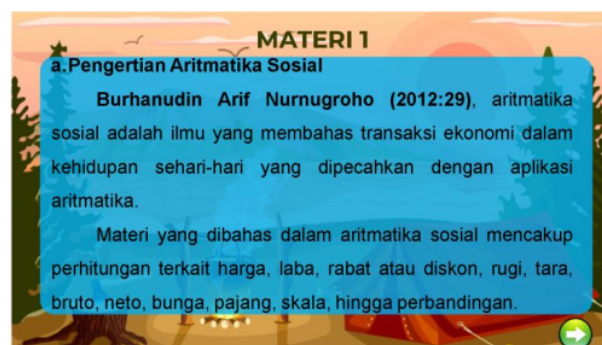 MATERI 1
a.Pengertian Aritmatika Sosial
Burhanudin Arif Nurnugroho (2012:29), aritmatika
sosial adalah ilmu yang membahas transaksi ekonomi dalam
kehidupan sehari-hari yang dipecahkan dengan aplikasi
aritmatika.
Materi yang dibahas dalam aritmatika sosial mencakup
perhitungan terkait harga, laba, rabat atau diskon, rugi, tara,
bruto, neto, bunga, pajang, skala, hingga perbandingan.